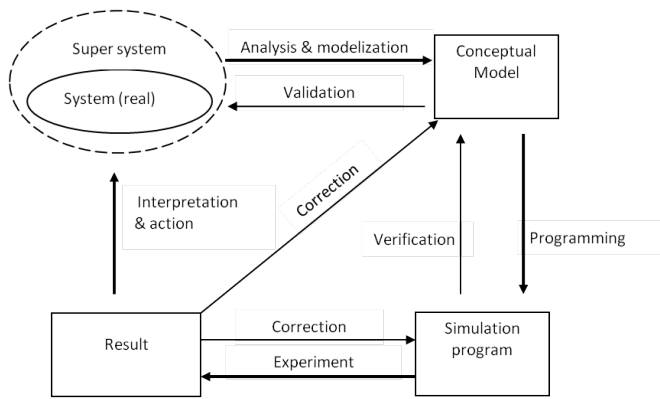 Super system
System (real)
Analysis & modelization
Validation
Conceptual
Model
Interpretation
& action
Correction
Verification
Programming
Result
Correction
Experiment
Simulation
program